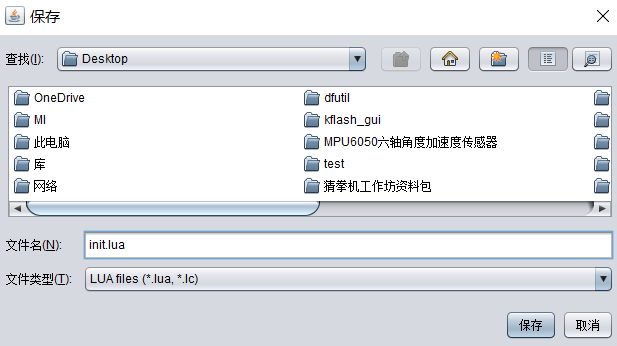 保存
查找(I):
Desktop
OneDrive
MI
此电脑
库
网络
dfutil
kflash_gui
MPU6050六轴角度加速度传感器
test
猜拳机工作坊资料包
文件名(N):
init.lua
文件类型(T):
LUA files (*.lua, *.lc)
保存
取消